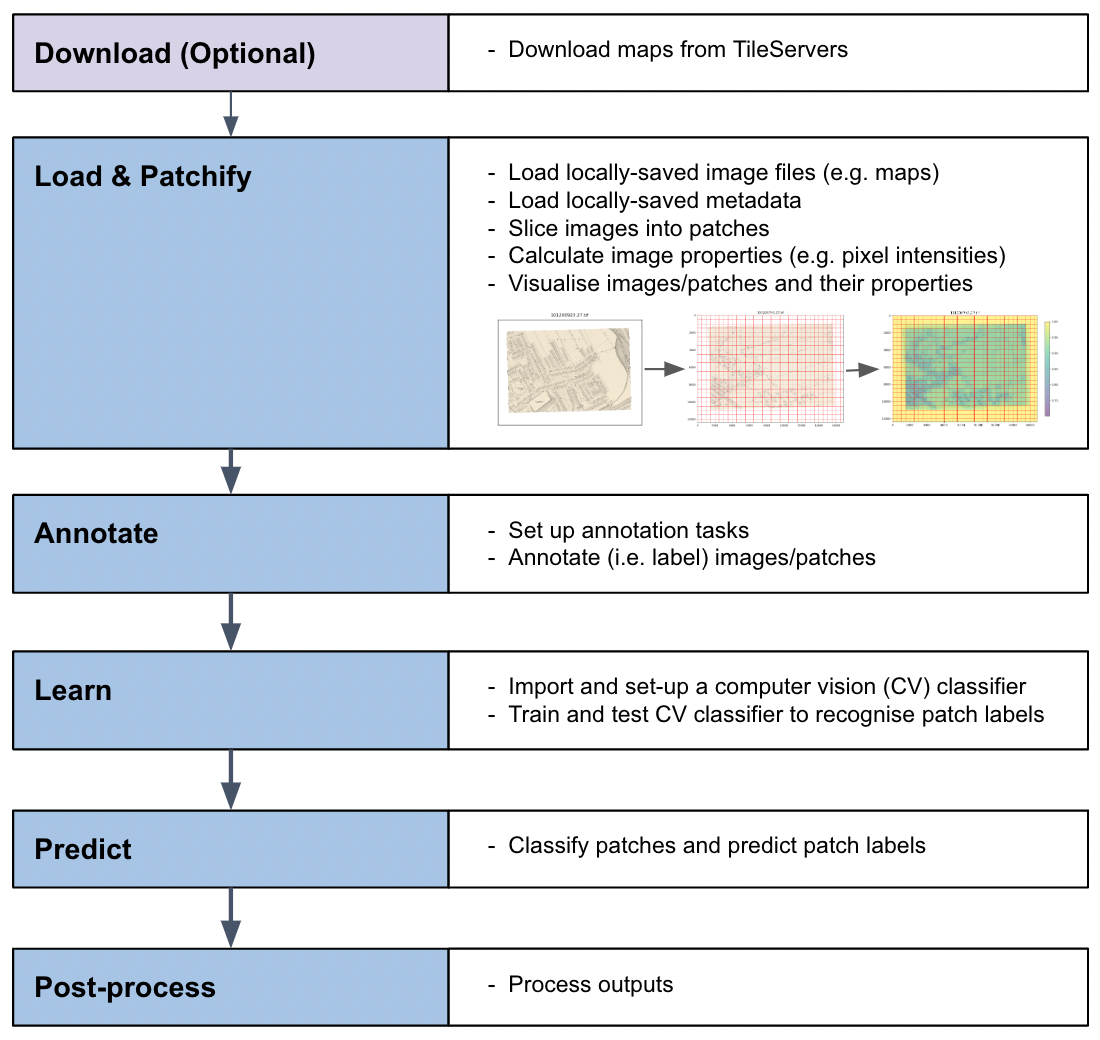 Download (Optional)
- Download maps from TileServers
Load & Patchify
- Load locally-saved image files (e.g. maps)
- Load locally-saved metadata
- Slice images into patches
- Calculate image properties (e.g. pixel intensities)
- Visualise images/patches and their properties
Annotate
- Set up annotation tasks
- Annotate (i.e. label) images/patches
Learn
- Import and set-up a computer vision (CV) classifier
- Train and test CV classifier to recognise patch labels
Predict
- Classify patches and predict patch labels
Post-process
- Process outputs